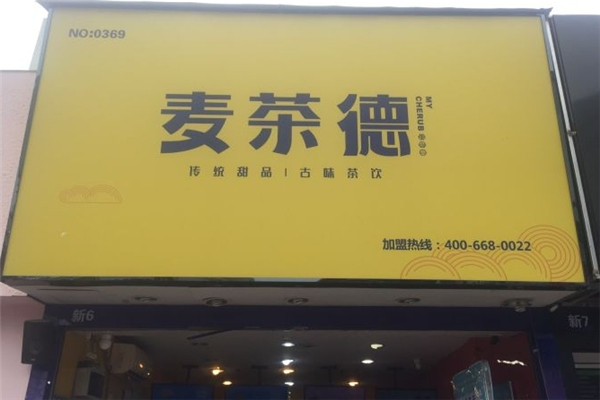 NO:0369
麦茶德
MY CHERUB
传统甜品|古味茶饮
加盟热线：400-668-0022
新6
新7